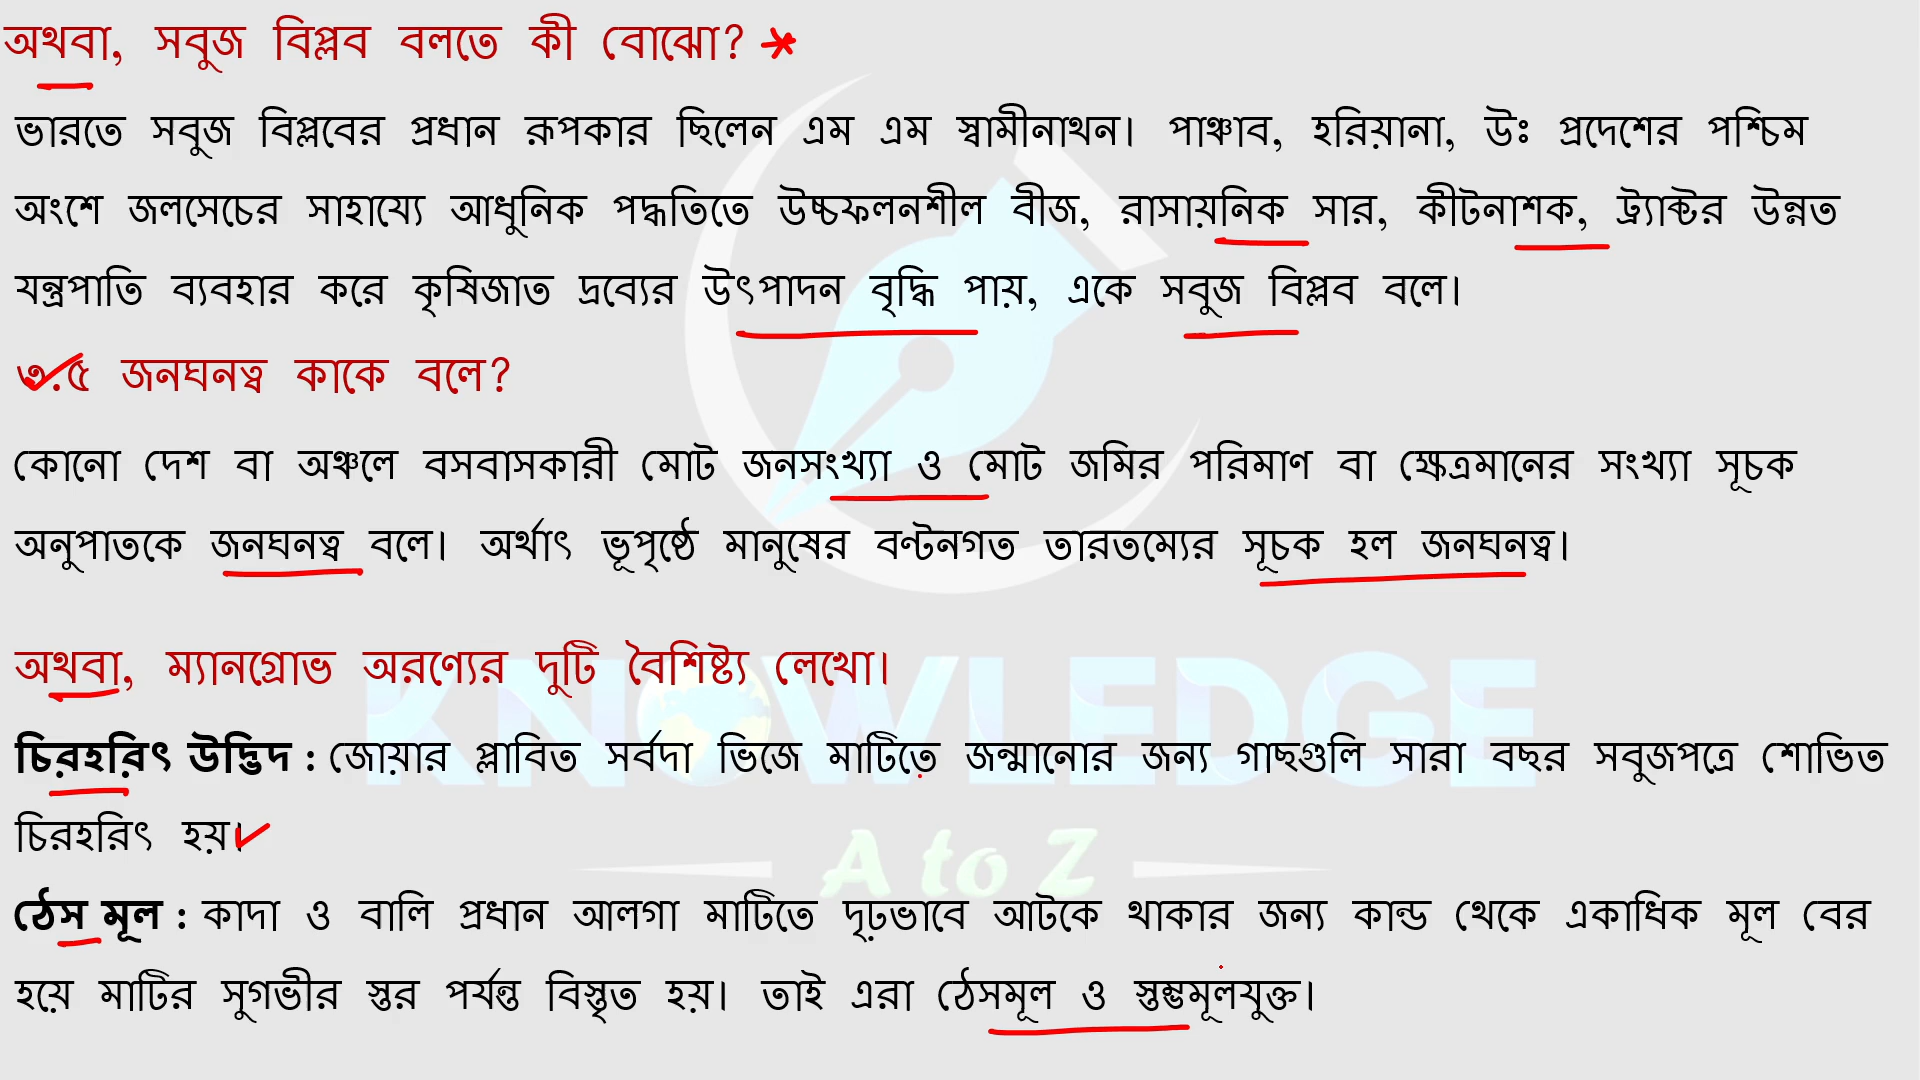 অথবা, সবুজ বিপ্লব বলতে কী বোঝো?
ভারতে সবুজ বিপ্লবের প্রধান রূপকার ছিলেন এম এম স্বামীনাথন। পাঞ্চাব, হরিয়ানা, উঃ প্রদেশের পশ্চিম
অংশে জলসেচের সাহায্যে আধুনিক পদ্ধতিতে উচ্চফলনশীল বীজ, রাসায়নিক সার, কীটনাশক, ট্র্যাক্টর উন্নত
যন্ত্রপাতি ব্যবহার করে কৃষিজাত দ্রব্যের উৎপাদন বৃদ্ধি পায়, একে সবুজ বিপ্লব বলে।
৩.৫ জনঘনত্ব কাকে বলে?
কোনো দেশ বা অঞ্চলে বসবাসকারী মোট জনসংখ্যা ও মোট জমির পরিমাণ বা ক্ষেত্রমানের সংখ্যা সূচক
অনুপাতকে জনঘনত্ব বলে। অর্থাৎ ভূপৃষ্ঠে মানুষের বন্টনগত তারতম্যের সূচক হল জনঘনত্ব।
অথবা, ম্যানগ্রোভ অরণ্যের দুটি বৈশিষ্ট্য লেখো।
চিরহরিৎ উদ্ভিদ : জোয়ার প্লাবিত সর্বদা ভিজে মাটিতে জন্মানোর জন্য গাছগুলি সারা বছর সবুজপত্রে শোভিত
চিরহরিৎ হয়।
ঠেস মূল : কাদা ও বালি প্রধান আলগা মাটিতে দৃঢ়ভাবে আটকে থাকার জন্য কান্ড থেকে একাধিক মূল বের
হয়ে মাটির সুগভীর স্তর পর্যন্ত বিস্তৃত হয়। তাই এরা ঠেসমূল ও স্তম্ভমূলযুক্ত।
KNOWLEDGE
A to Z